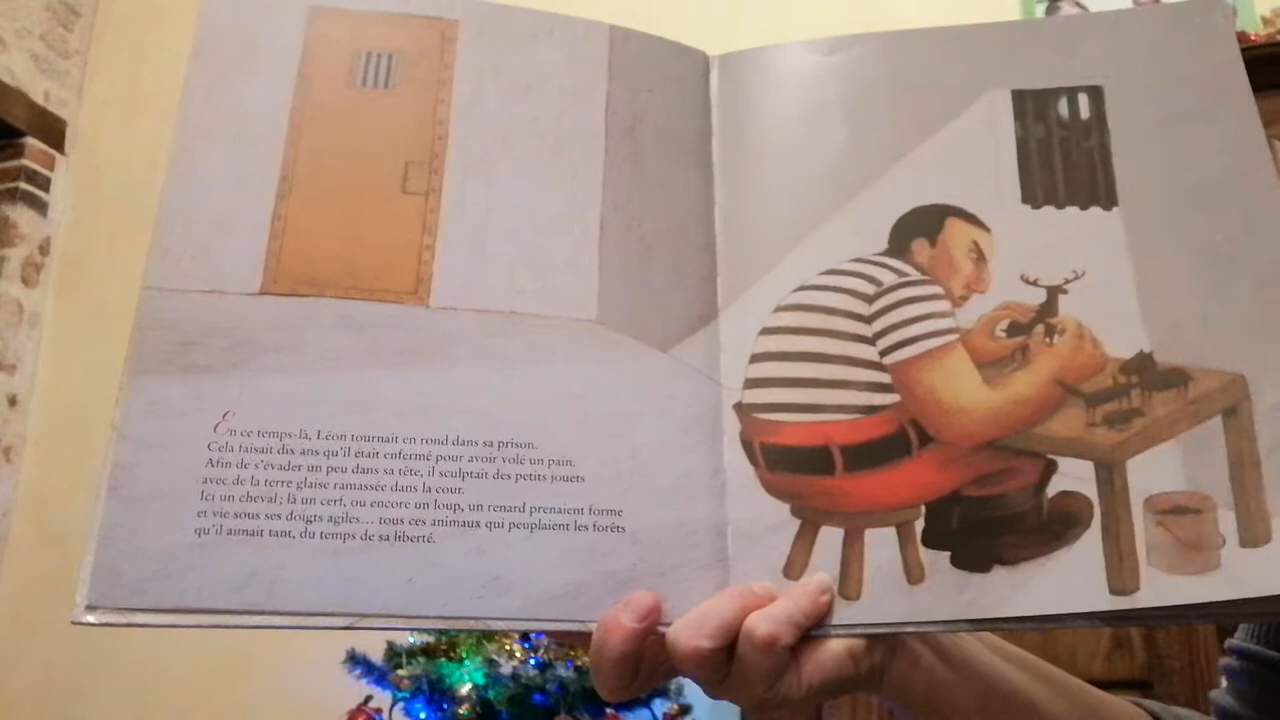 En ce temps-là, Léon tournait en rond dans sa prison.
Cela faisait dix ans qu'il était enfermé pour avoir volé un pain.
Afin de s'évader un peu dans sa tête, il sculptait des petits jouets
avec de la terre glaise ramassée dans la cour.
Ici un cheval ; là un cerf, ou encore un loup, un renard prenaient forme
et vie sous ses doigts agiles... tous ces animaux qui peuplaient les forêts
qu'il aimait tant, du temps de sa liberté.